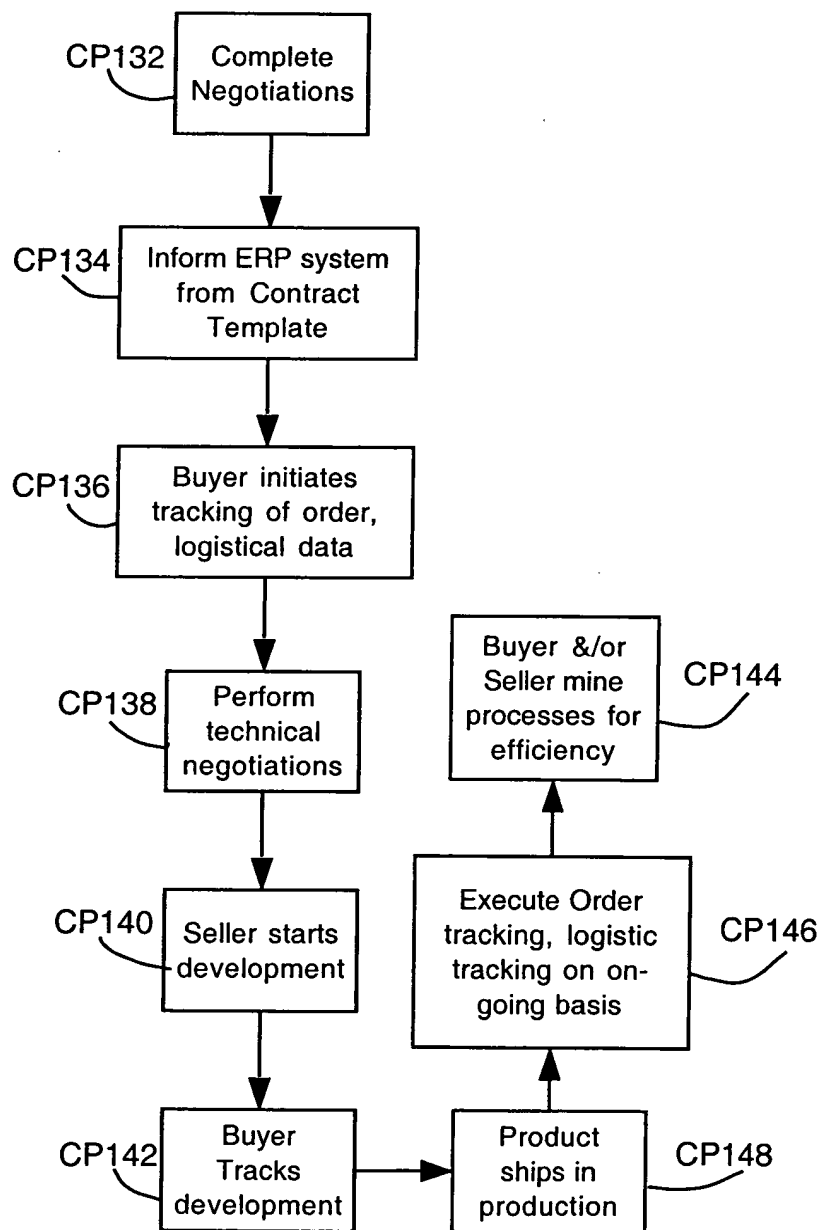 CP132
Complete
Negotiations
CP134
Inform ERP system
from Contract
Template
CP136
Buyer initiates
tracking of order,
logistical data
CP138
Perform
technical
negotiations
CP140
Seller starts
development
CP142
Buyer
Tracks
development
Product
ships in
production
CP148
Execute Order
tracking, logistic
tracking on on-
going basis
CP146
Buyer &/or
Seller mine
processes for
efficiency
CP144